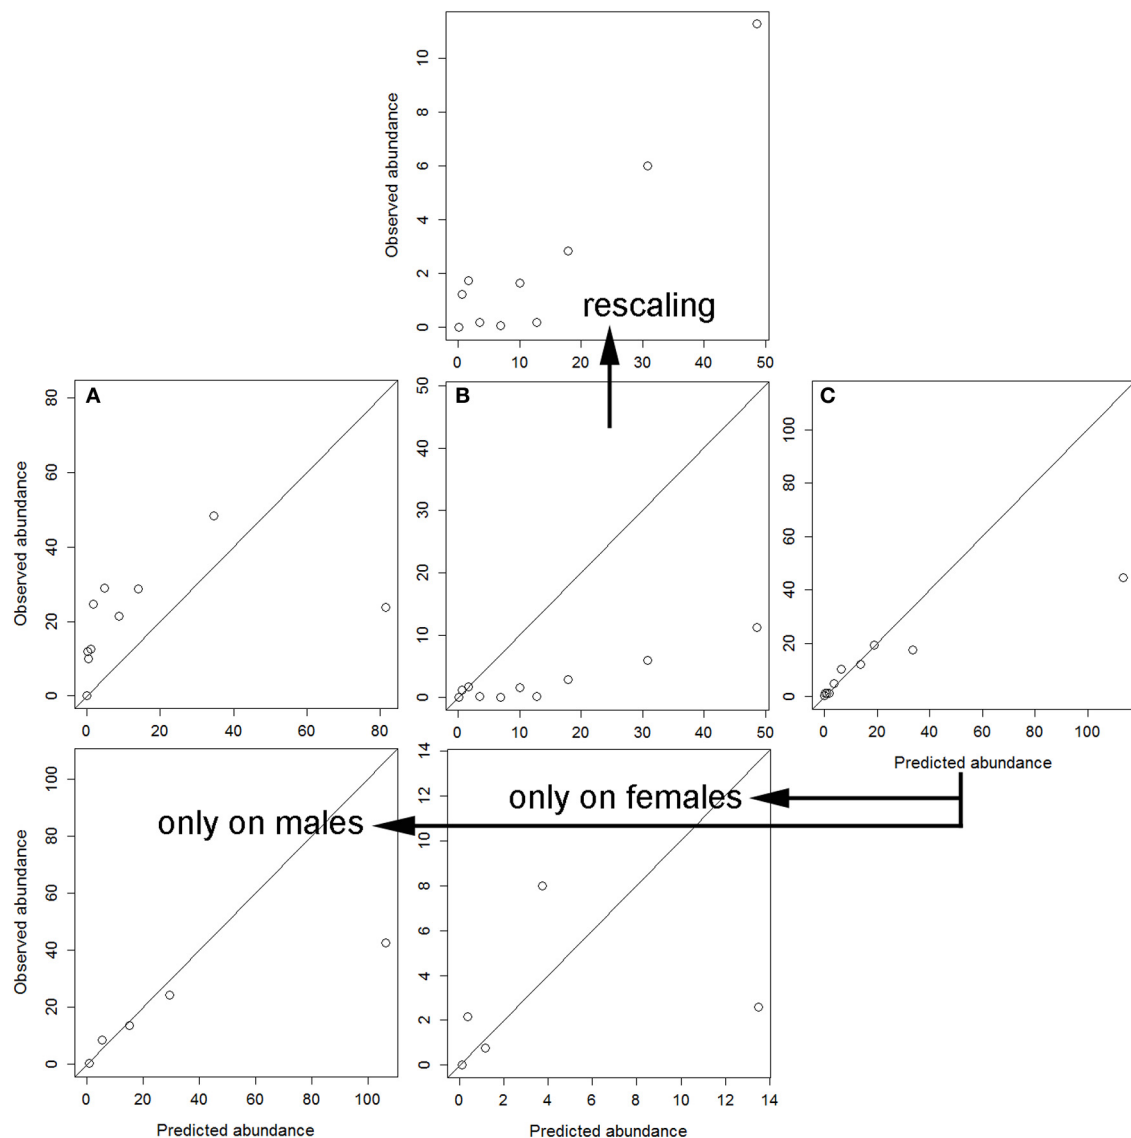 Observed abundance
10
8
6
4
2
0
rescaling
0 10 20 30 40 50
A
Observed abundance
80
60
40
20
0
0 20 40 60 80
B
50
40
30
20
10
0
0 10 20 30 40 50
C
100
80
60
40
20
0
0 20 40 60 80 100
Predicted abundance
Observed abundance
100
80
60
40
20
0
only on males
0 20 40 60 80 100
Predicted abundance
14
12
10
8
6
4
2
0
only on females
0 2 4 6 8 10 12 14
Predicted abundance